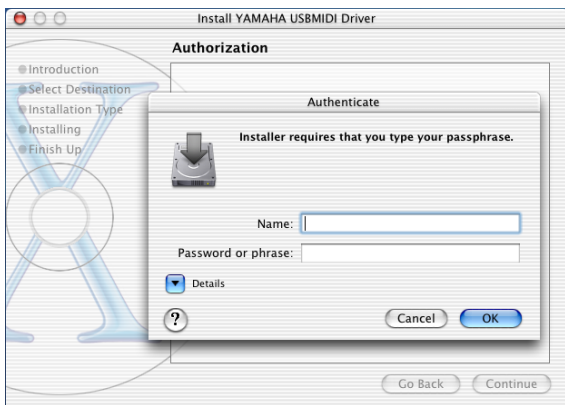 Install YAMAHA USBMIDI Driver
Authorization
Introduction
Select Destination
Installation Type
Installing
Finish Up
Authenticate
Installer requires that you type your passphrase.
Name:
Password or phrase:
Details
?
Cancel
OK
Go Back
Continue